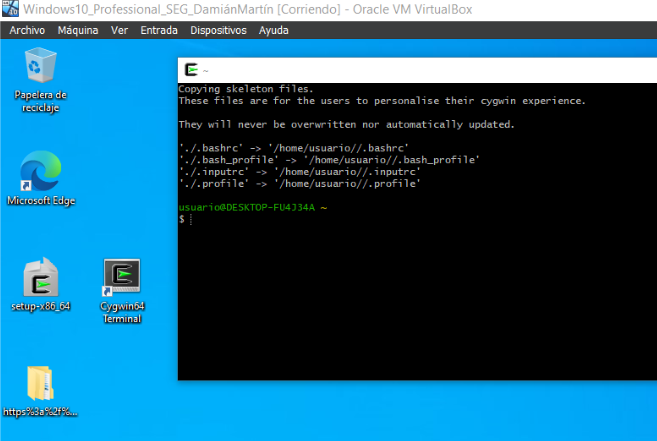 Windows10_Professional_SEG_DamiánMartín [Corriendo] - Oracle VM VirtualBox
Archivo Máquina Ver Entrada Dispositivos Ayuda
~
Copying skeleton files.
These files are for the users to personalise their cygwin experience.
They will never be overwritten nor automatically updated.
'./.bashrc' -> '/home/usuario//.bashrc'
'./.bash_profile' -> '/home/usuario//.bash_profile'
'./.inputrc' -> '/home/usuario//.inputrc'
'./.profile' -> '/home/usuario//.profile'
usuario@DESKTOP-FU4J34A ~
$
Papelera de
reciclaje
Microsoft Edge
setup-x86_64
Cygwin64
Terminal
https%3a%2f%...